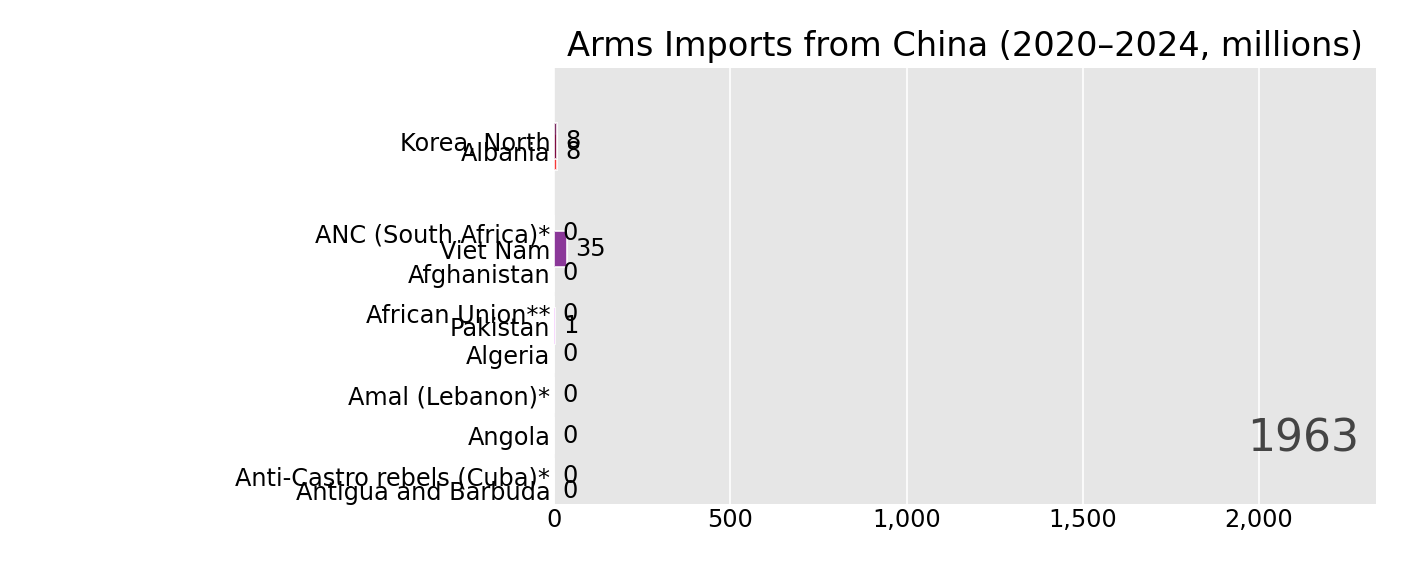 Arms Imports from China (2020–2024, millions)
Korea, North 8
Albania 8
ANC (South Africa)* 0
Viet Nam 35
Afghanistan 0
African Union** 0
Pakistan 1
Algeria 0
Amal (Lebanon)* 0
Angola 0
1963
Anti-Castro rebels (Cuba)* 0
Antigua and Barbuda 0
0 500 1,000 1,500 2,000